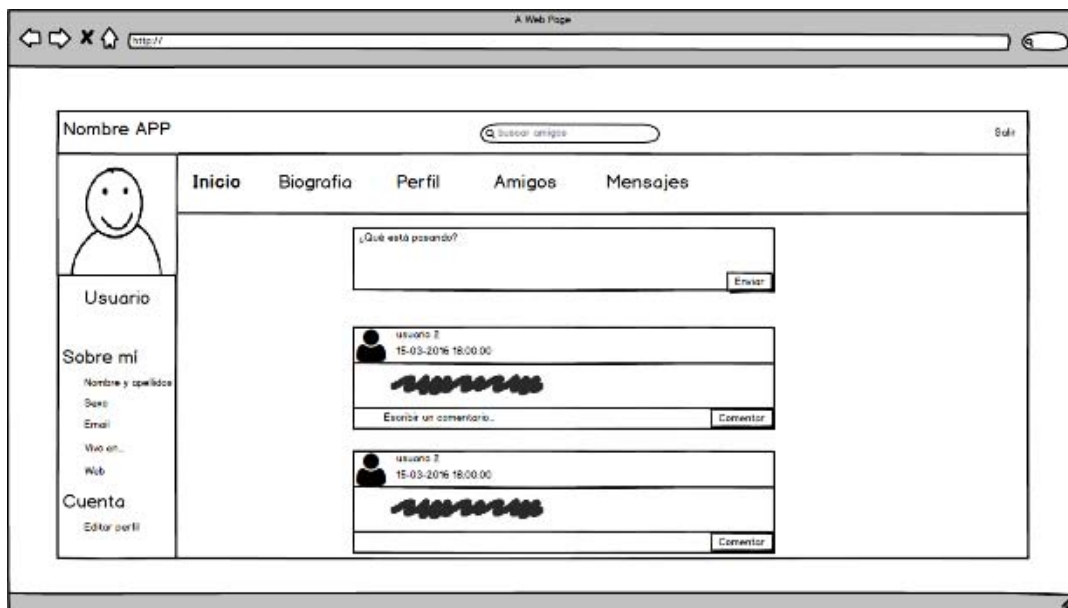 A Web Page
http://
Nombre APP
buscar amigos
Salir
Inicio Biografia Perfil Amigos Mensajes
¿Qué está pasando?
Enviar
Usuario
Sobre mí
Nombre y apellidos
Sexo
Email
Vivo en...
Web
Cuenta
Editar perfil
usuario 2
15-03-2016 18:00:00
Escribir un comentario...
Comentar
usuario 2
15-03-2016 18:00:00
Comentar